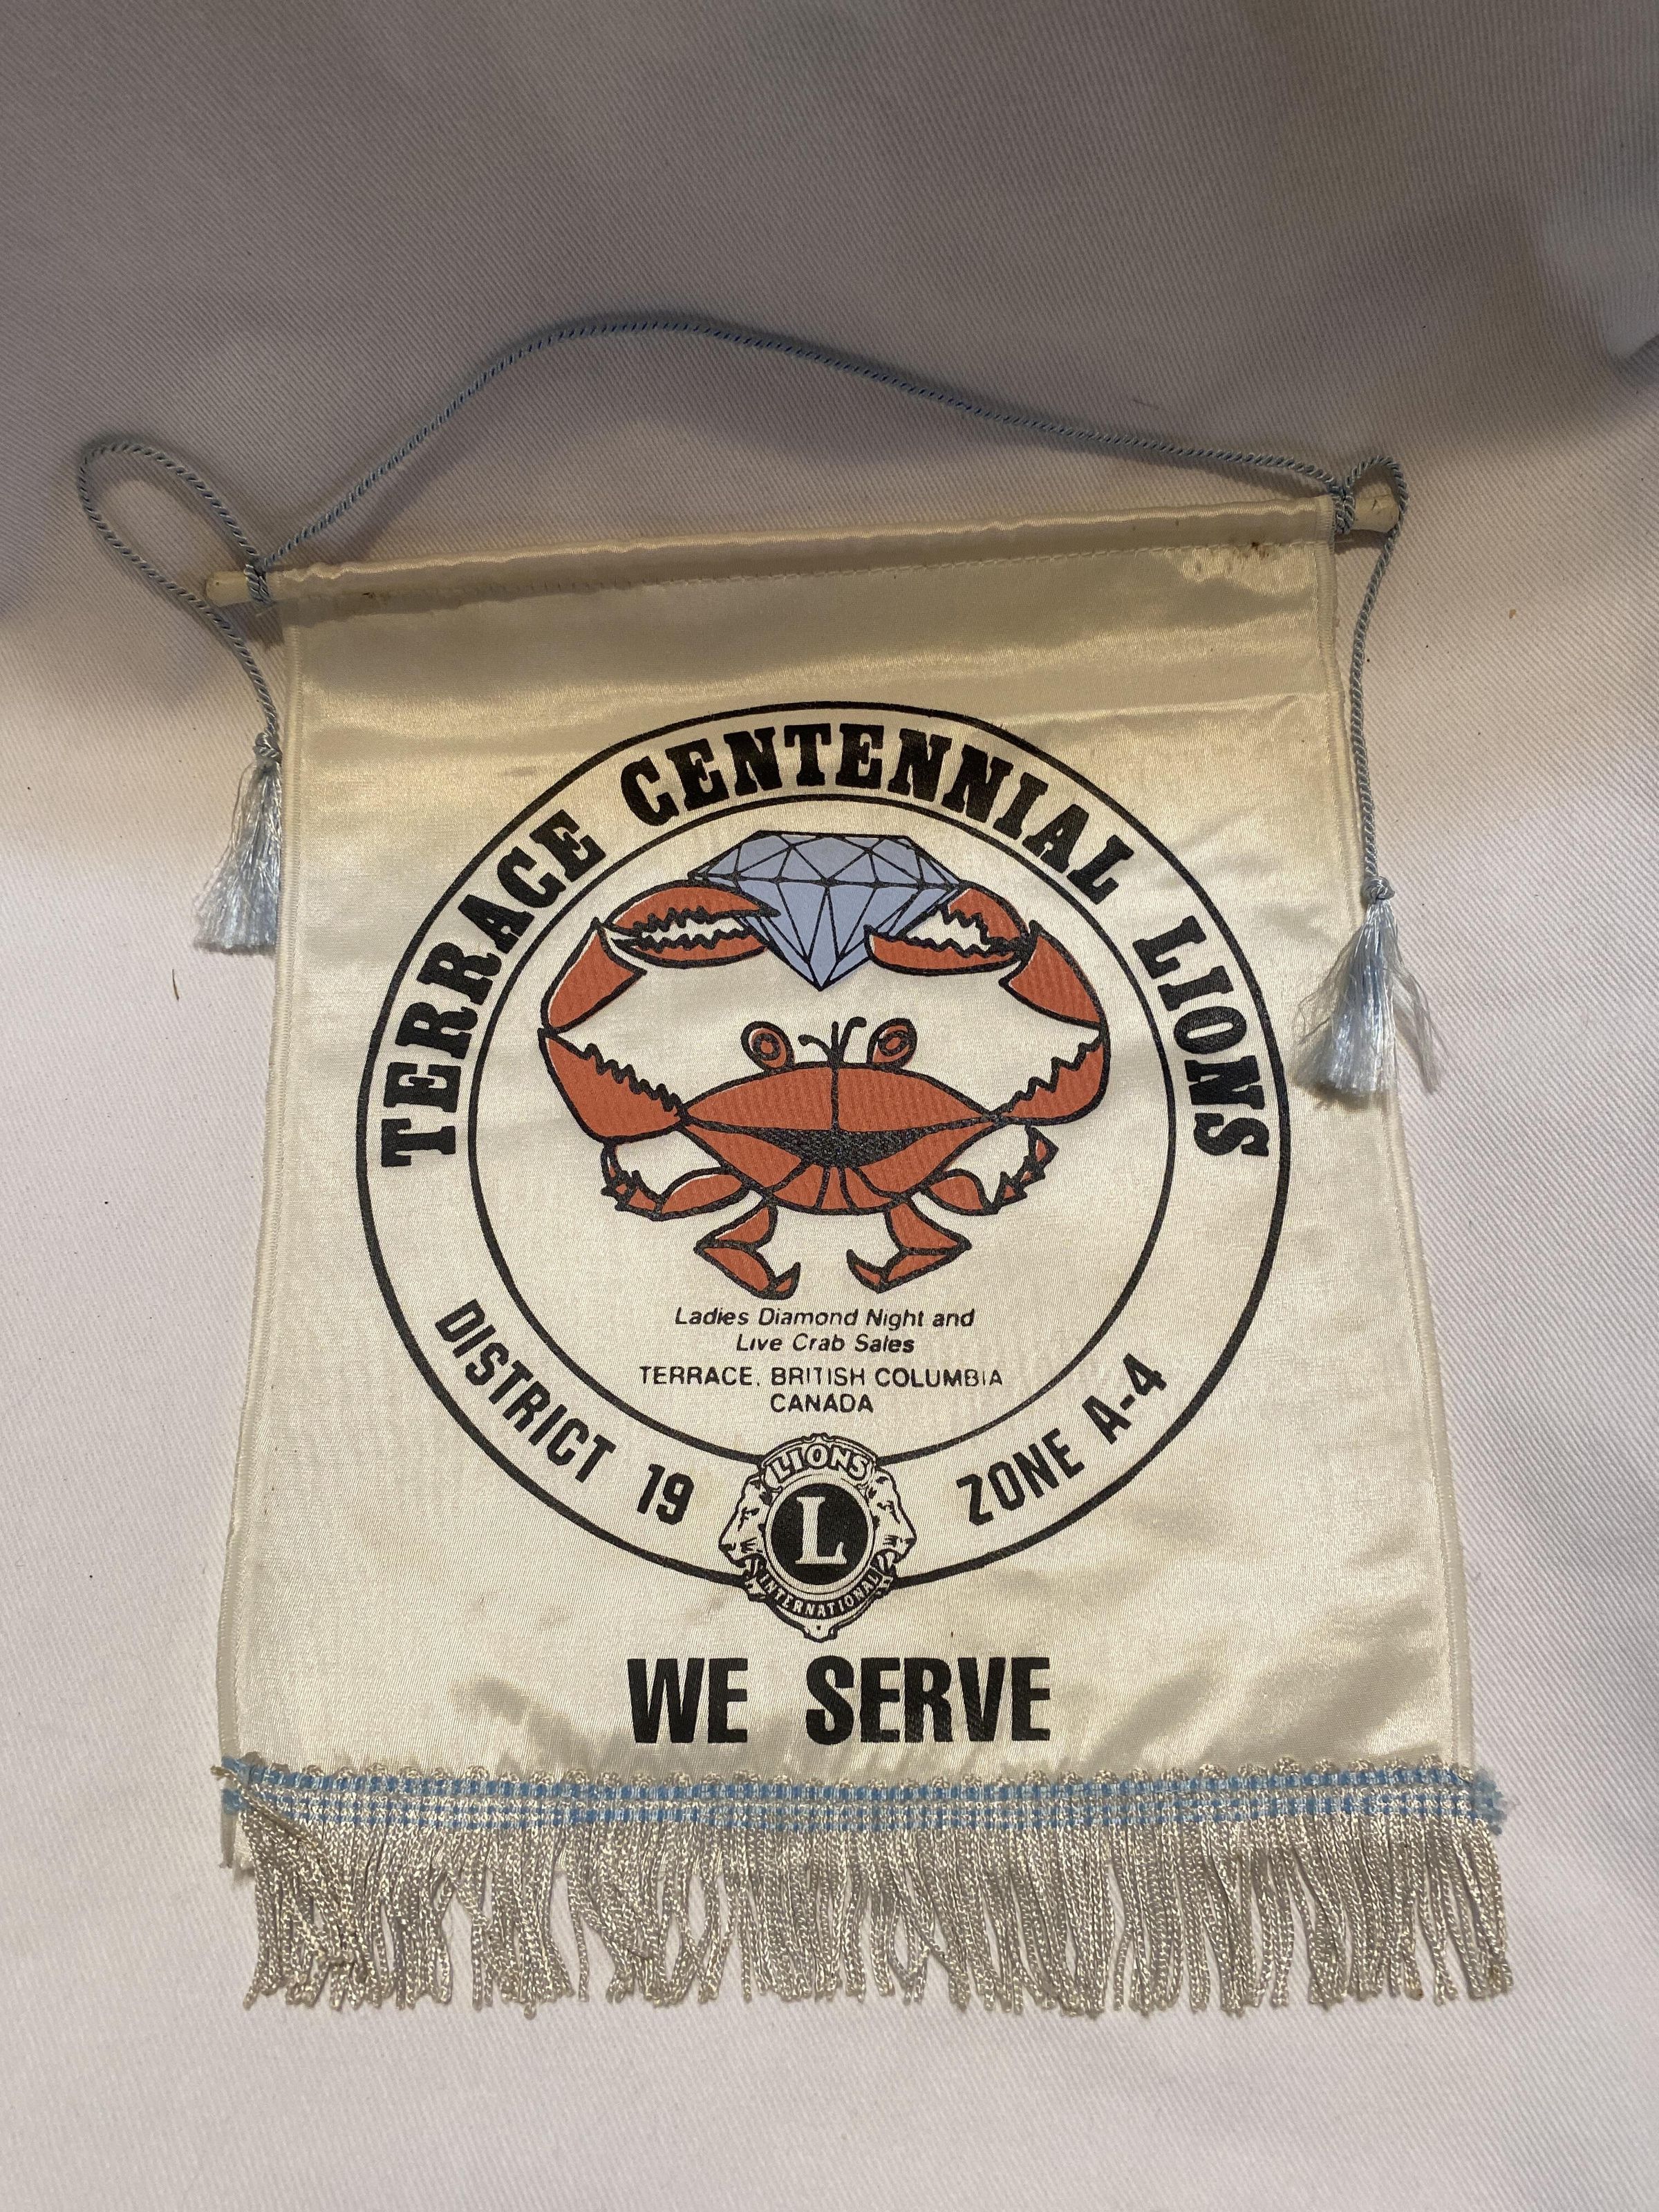 TERRACE CENTENNIAL LIONS
Ladies Diamond Night and
Live Crab Sales
TERRACE, BRITISH COLUMBIA
CANADA
DISTRICT 19
ZONE A-4
LIONS
L
INTERNATIONAL
WE SERVE